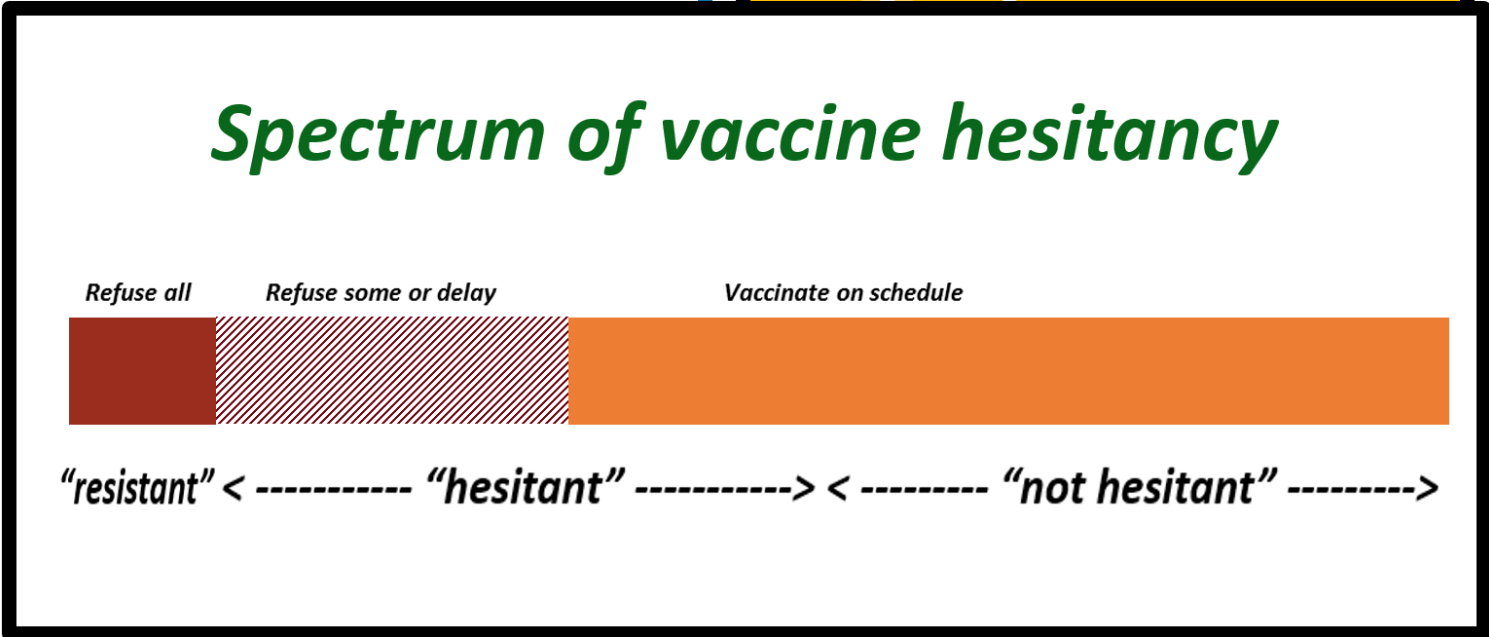 Spectrum of vaccine hesitancy
Refuse all Refuse some or delay Vaccinate on schedule
“resistant” < ----------- “hesitant” -----------> < --------- “not hesitant” --------->